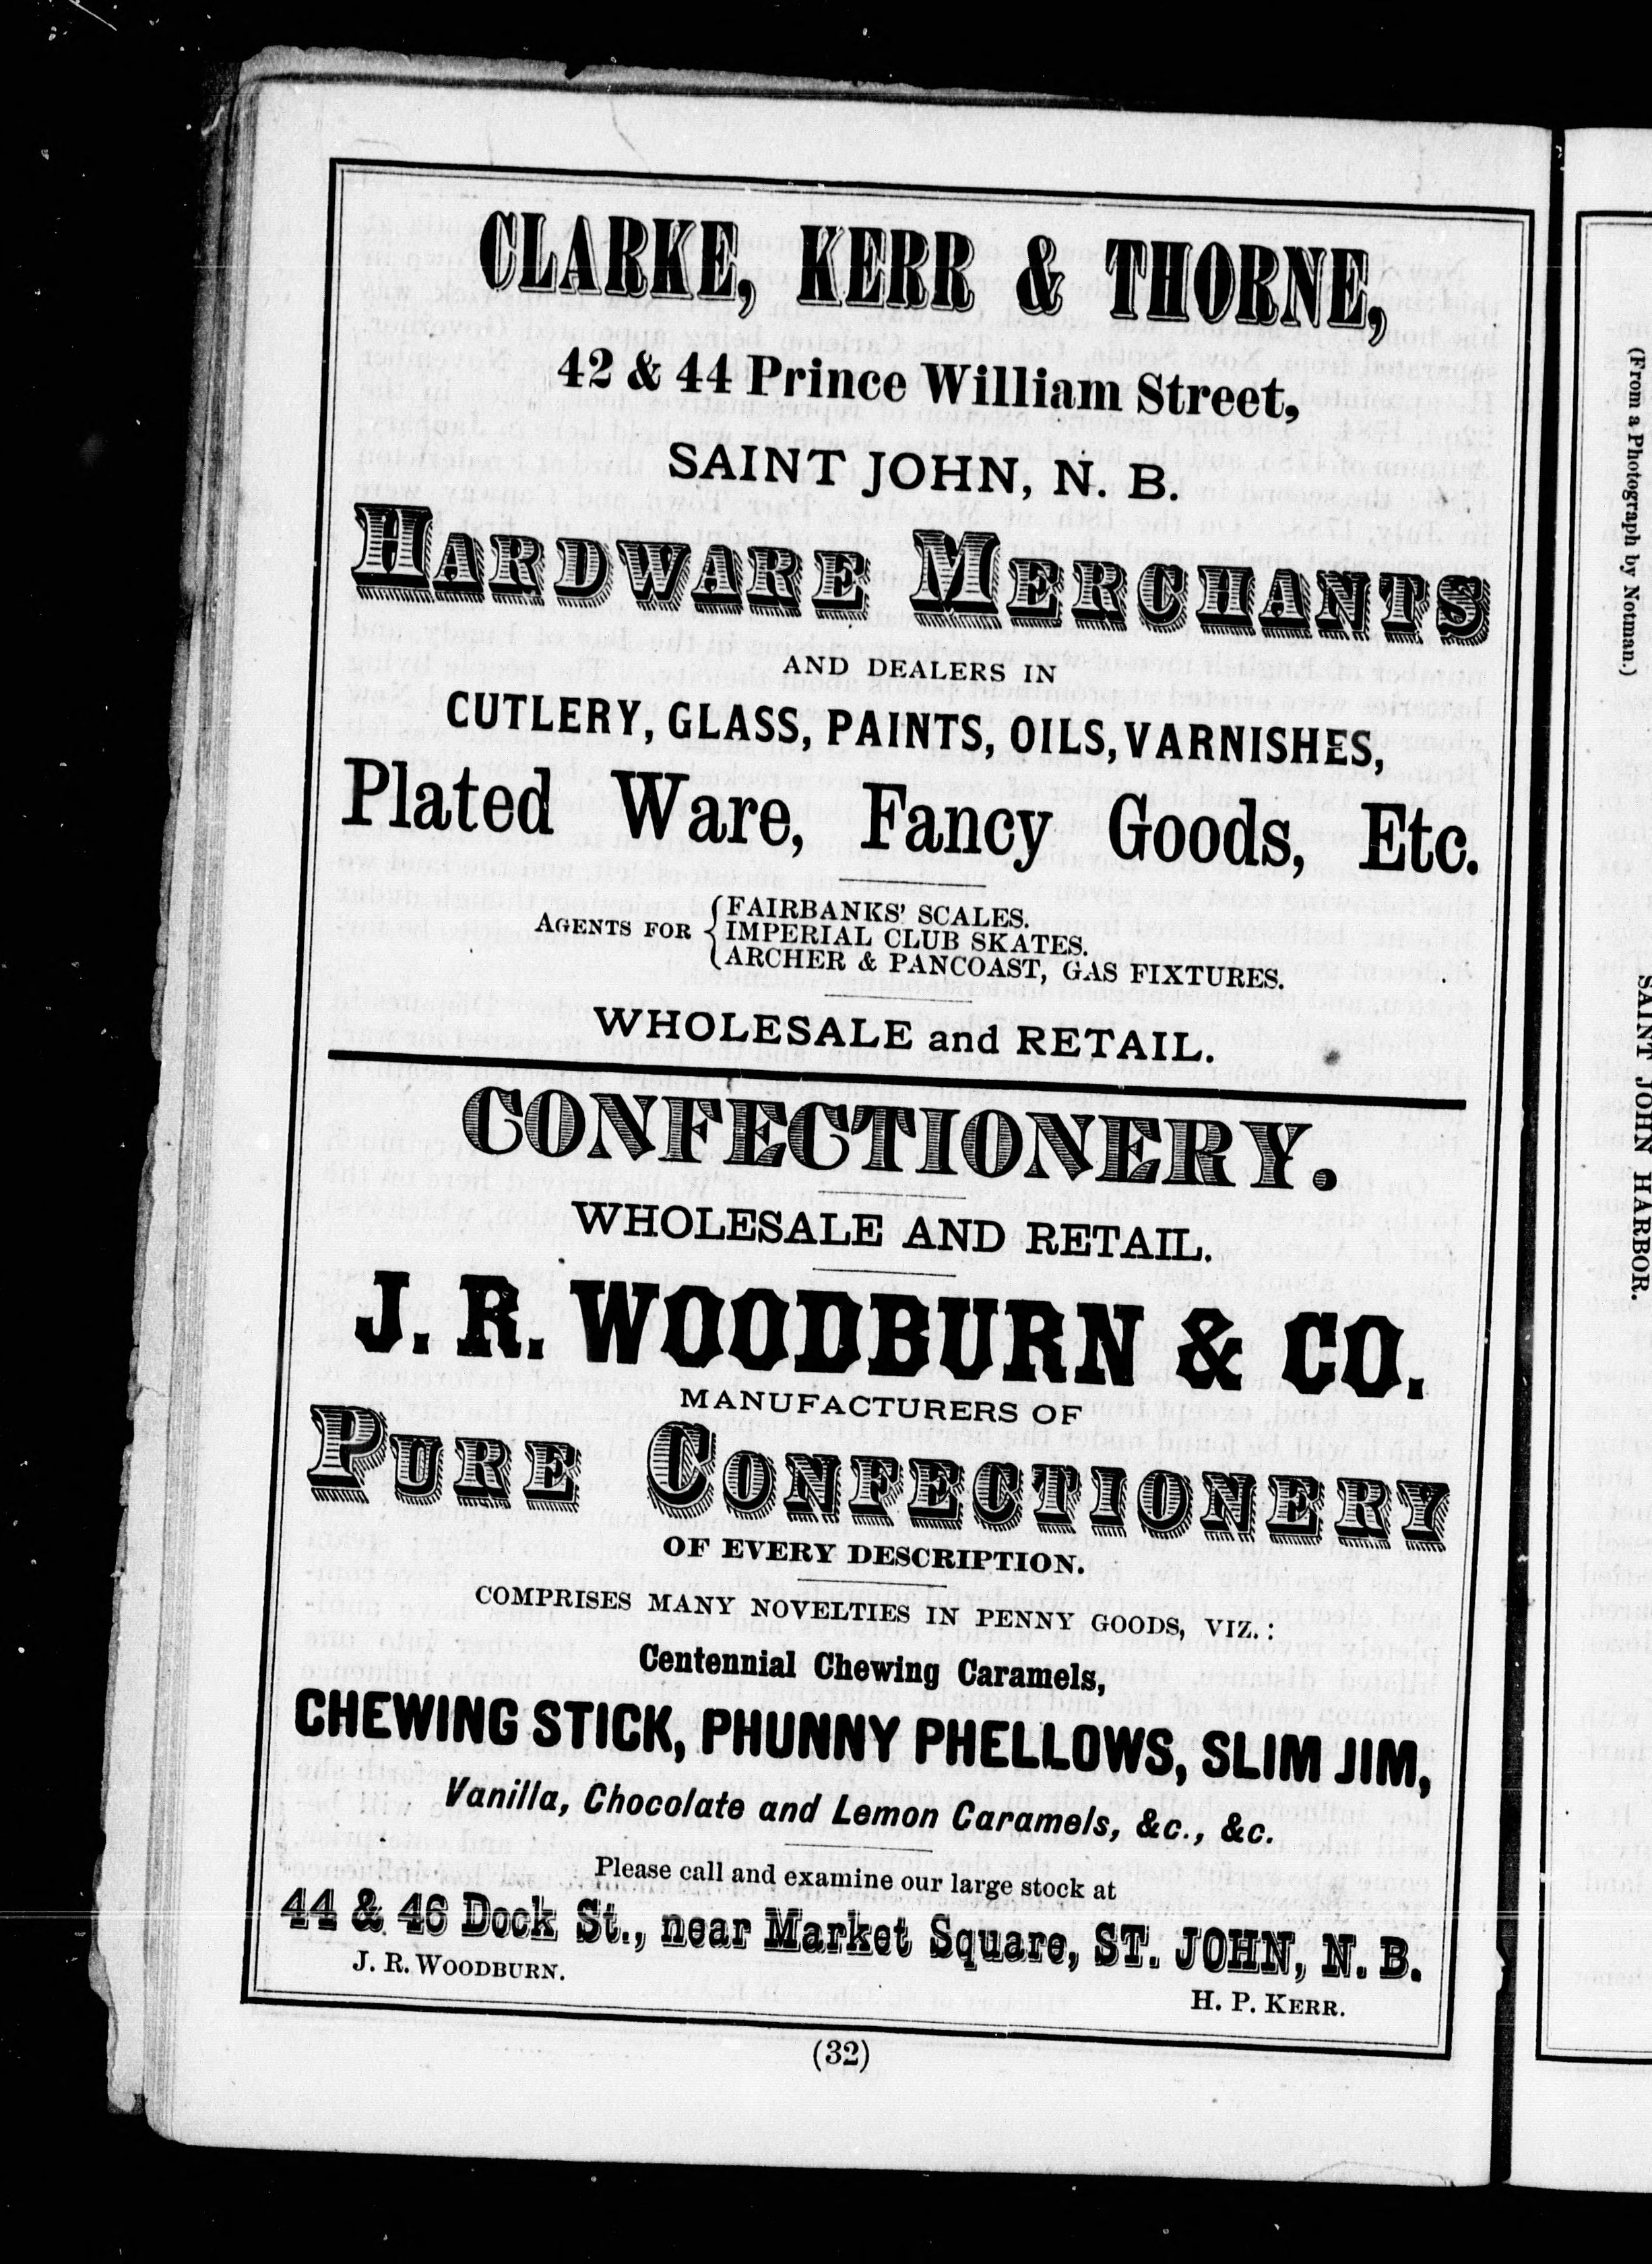 CLARKE, KERR & THORNE,
42 & 44 Prince William Street,
SAINT JOHN, N. B.
HARDWARE MERCHANTS
AND DEALERS IN
CUTLERY, GLASS, PAINTS, OILS, VARNISHES,
Plated Ware, Fancy Goods, Etc.
AGENTS FOR { FAIRBANKS' SCALES.
IMPERIAL CLUB SKATES.
ARCHER & PANCOAST, GAS FIXTURES.
WHOLESALE and RETAIL.
CONFECTIONERY.
WHOLESALE AND RETAIL.
J. R. WOODBURN & CO.
MANUFACTURERS OF
PURE CONFECTIONERY
OF EVERY DESCRIPTION.
COMPRISES MANY NOVELTIES IN PENNY GOODS, VIZ.:
Centennial Chewing Caramels,
CHEWING STICK, PHUNNY PHELLOWS, SLIM JIM,
Vanilla, Chocolate and Lemon Caramels, &c., &c.
Please call and examine our large stock at
44 & 46 Dock St., near Market Square, ST. JOHN, N. B.
J. R. WOODBURN.
H. P. KERR.
(32)
(From a Photograph by Notman.)
SAINT JOHN HARBOR.